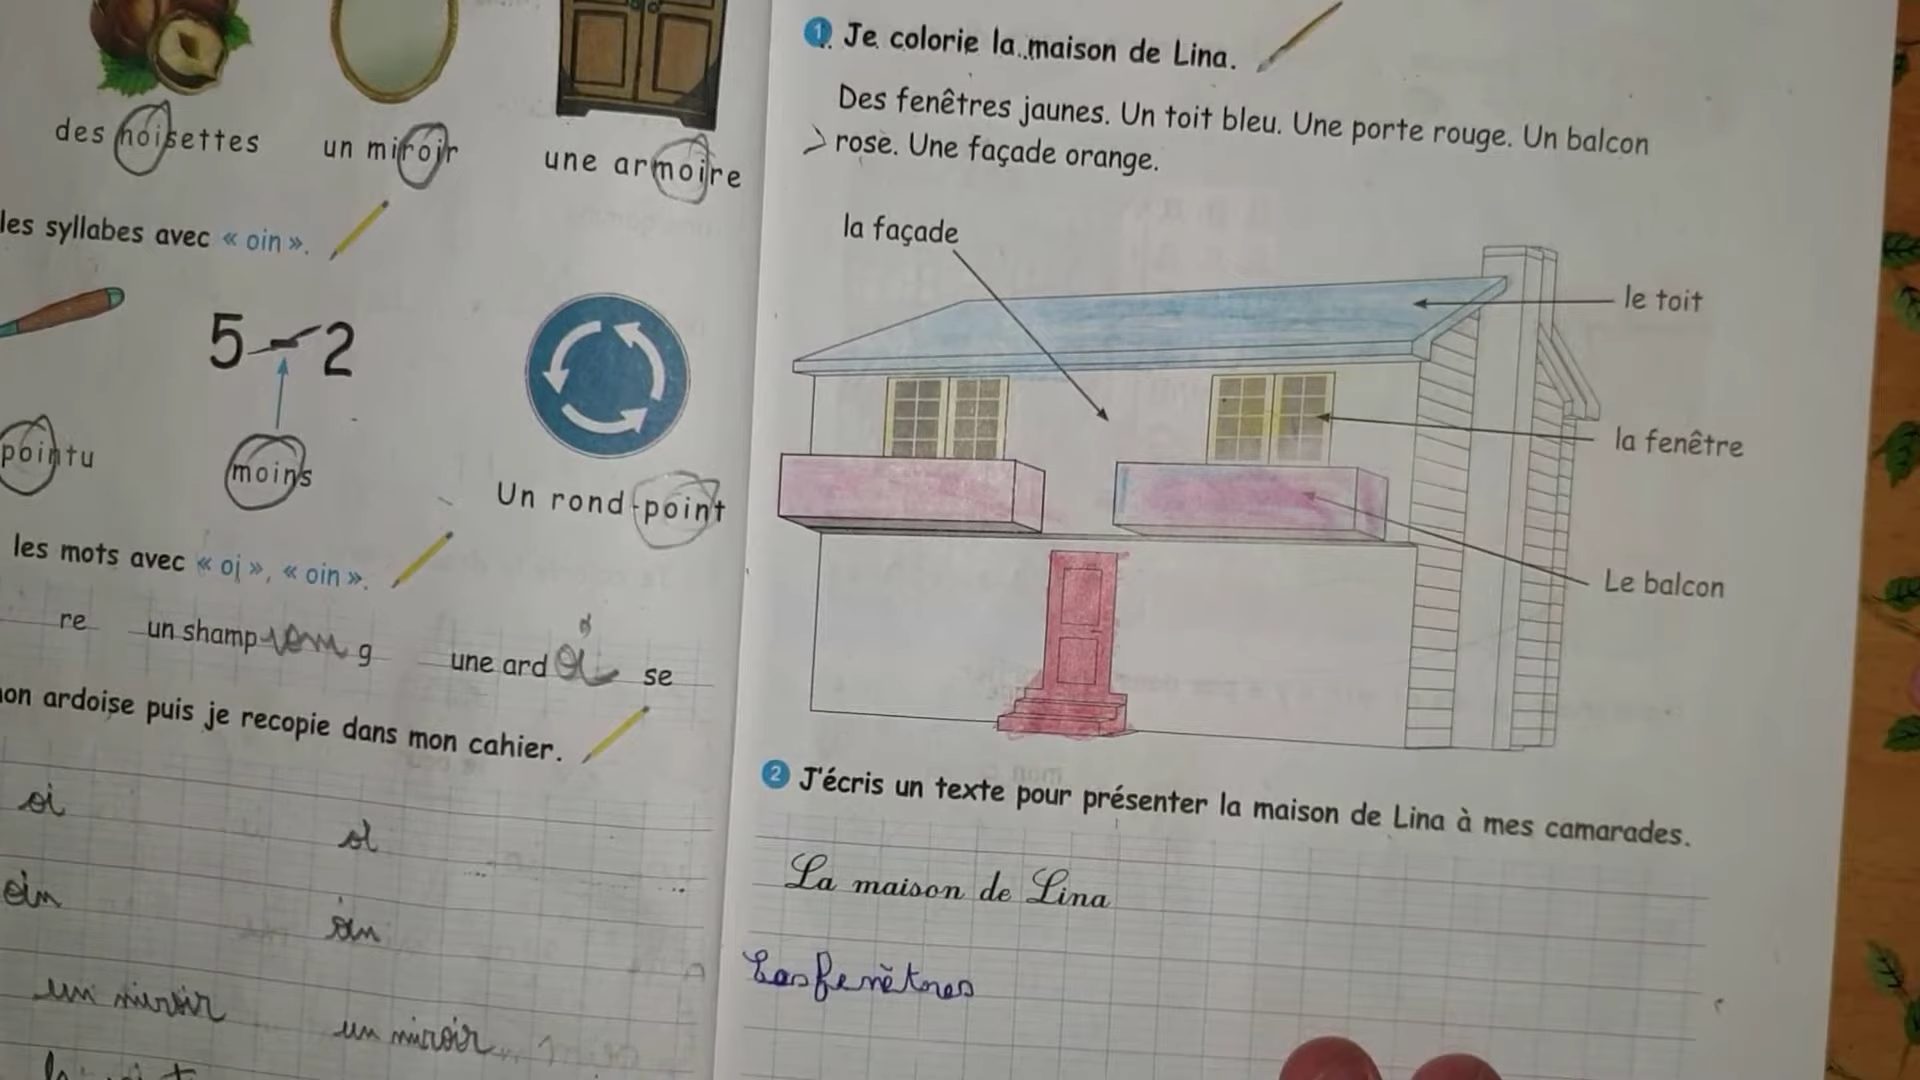 des noisettes
un miroir
une armoire
les syllabes avec « oin ».
5 - 2
pointu
moins
Un rond-point
les mots avec « oi », « oin ».
re
un shamp
g
une ard
oi
se
mon ardoise puis je recopie dans mon cahier.
oi
oi
oin
oin
un miroir
un miroir
1 Je colorie la maison de Lina.
Des fenêtres jaunes. Un toit bleu. Une porte rouge. Un balcon
rose. Une façade orange.
la façade
le toit
la fenêtre
Le balcon
2 J'écris un texte pour présenter la maison de Lina à mes camarades.
La maison de Lina
Les fenêtres